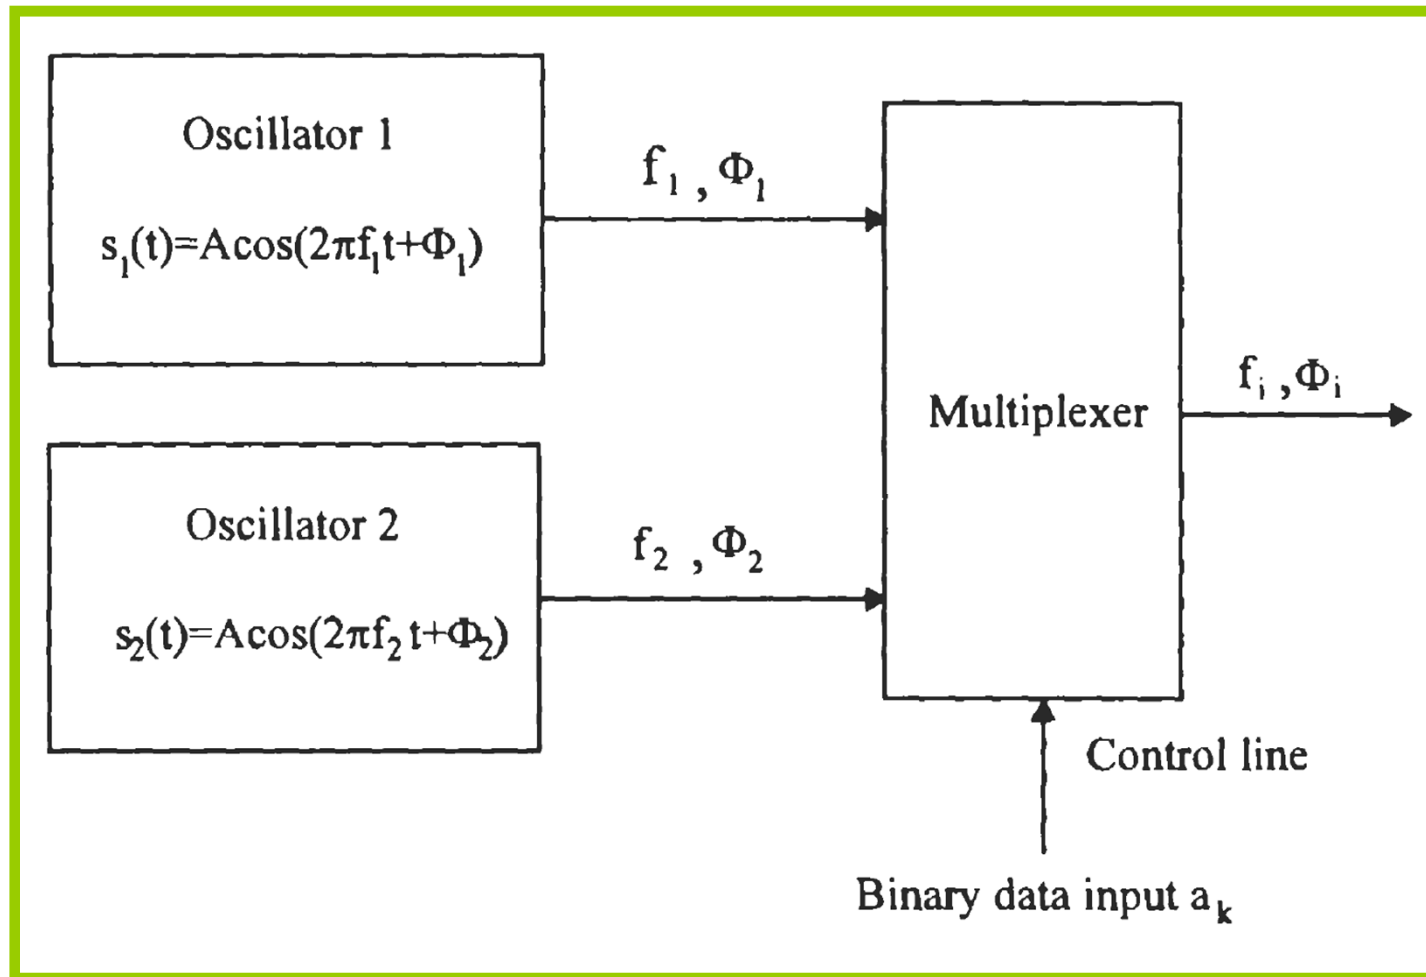 Oscillator 1
s₁(t)=Acos(2πf₁t+Φ₁)
f₁ , Φ₁
Oscillator 2
s₂(t)=Acos(2πf₂ t+Φ₂)
f₂ , Φ₂
Multiplexer
fᵢ ,Φᵢ
Control line
Binary data input aₖ